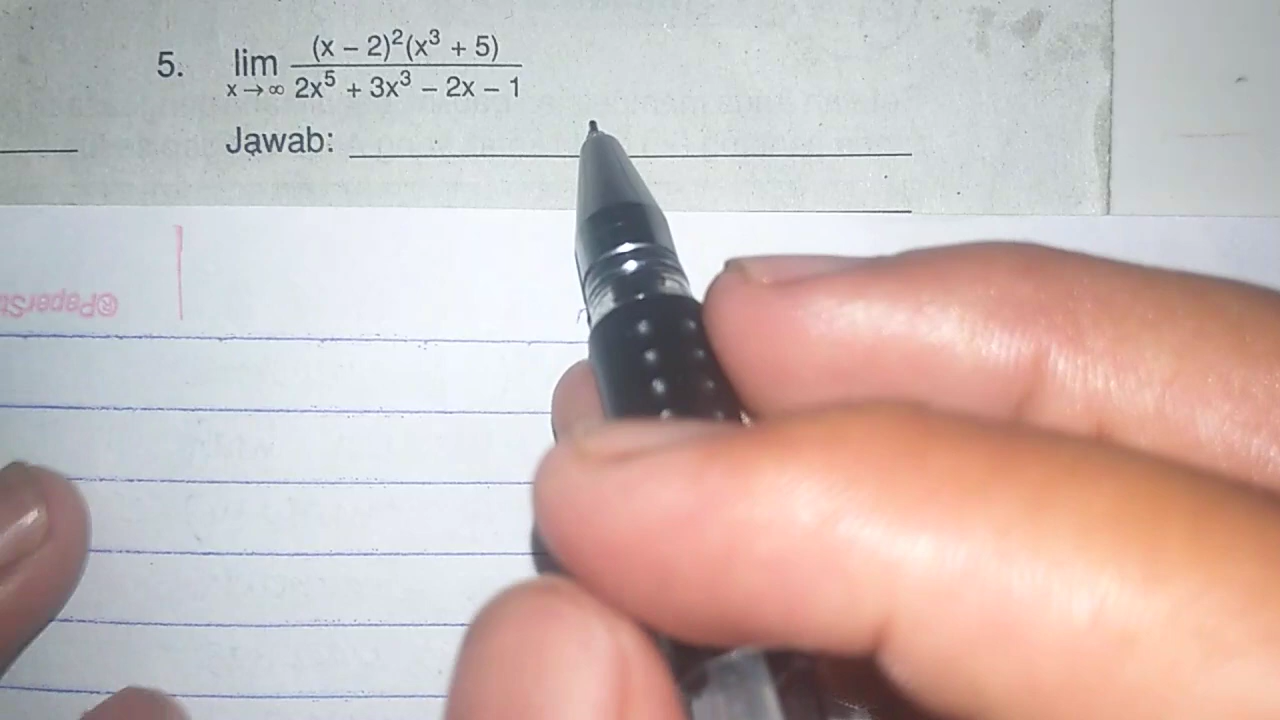 5. lim x→∞ (x – 2)²(x³ + 5) / 2x⁵ + 3x³ – 2x – 1
Jawab:
©PaperSt